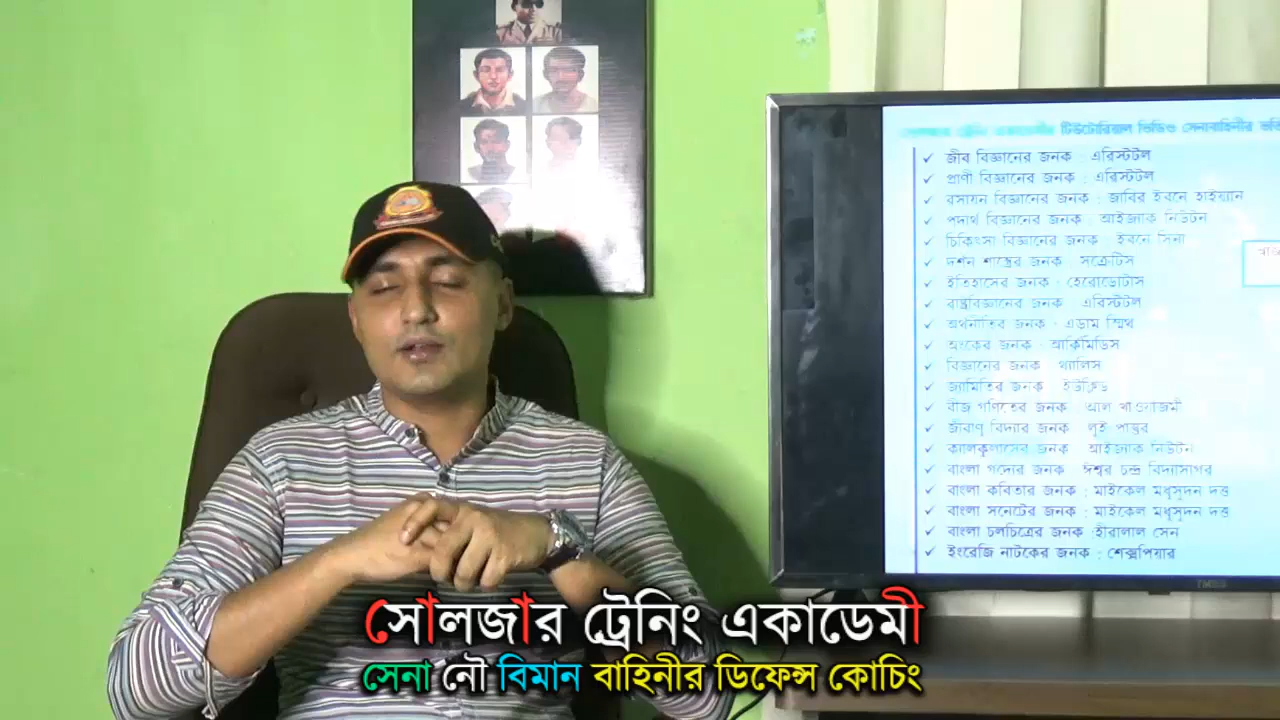 টিউটোরিয়াল ভিডিও সেনাবাহিনীর
✓ জীব বিজ্ঞানের জনক : এরিস্টটল
✓ প্রাণী বিজ্ঞানের জনক : এরিস্টটল
✓ রসায়ন বিজ্ঞানের জনক : জাবির ইবনে হাইয়ান
✓ পদার্থ বিজ্ঞানের জনক : আইজ্যাক নিউটন
✓ চিকিৎসা বিজ্ঞানের জনক : ইবনে সিনা
✓ দর্শন শাস্ত্রের জনক সক্রেটিস
✓ ইতিহাসের জনক : হেরোডোটাস
✓ রাষ্ট্রবিজ্ঞানের জনক এরিস্টটল
✓ অর্থনীতির জনক : এডাম স্মিথ
✓ অংকের জনক : আর্কিমিডিস
✓ বিজ্ঞানের জনক থ্যালিস
✓ জ্যামিতির জনক : ইউক্লিড
✓ বীজ গণিতের জনক : আল খাওয়াজমী
✓ জীবাণু বিদ্যার জনক লুই পাস্তুর
✓ ক্যালকুলাসের জনক আইজ্যাক নিউটন
✓ বাংলা গদ্যের জনক ঈশ্বর চন্দ্র বিদ্যাসাগর
✓ বাংলা কবিতার জনক : মাইকেল মধুসূদন দত্ত
✓ বাংলা সনেটের জনক : মাইকেল মধুসূদন দত্ত
✓ বাংলা চলচিত্রের জনক :হীরালাল সেন
✓ ইংরেজি নাটকের জনক : শেক্সপিয়ার
সোলজার ট্রেনিং একাডেমী
সেনা নৌ বিমান বাহিনীর ডিফেন্স কোচিং